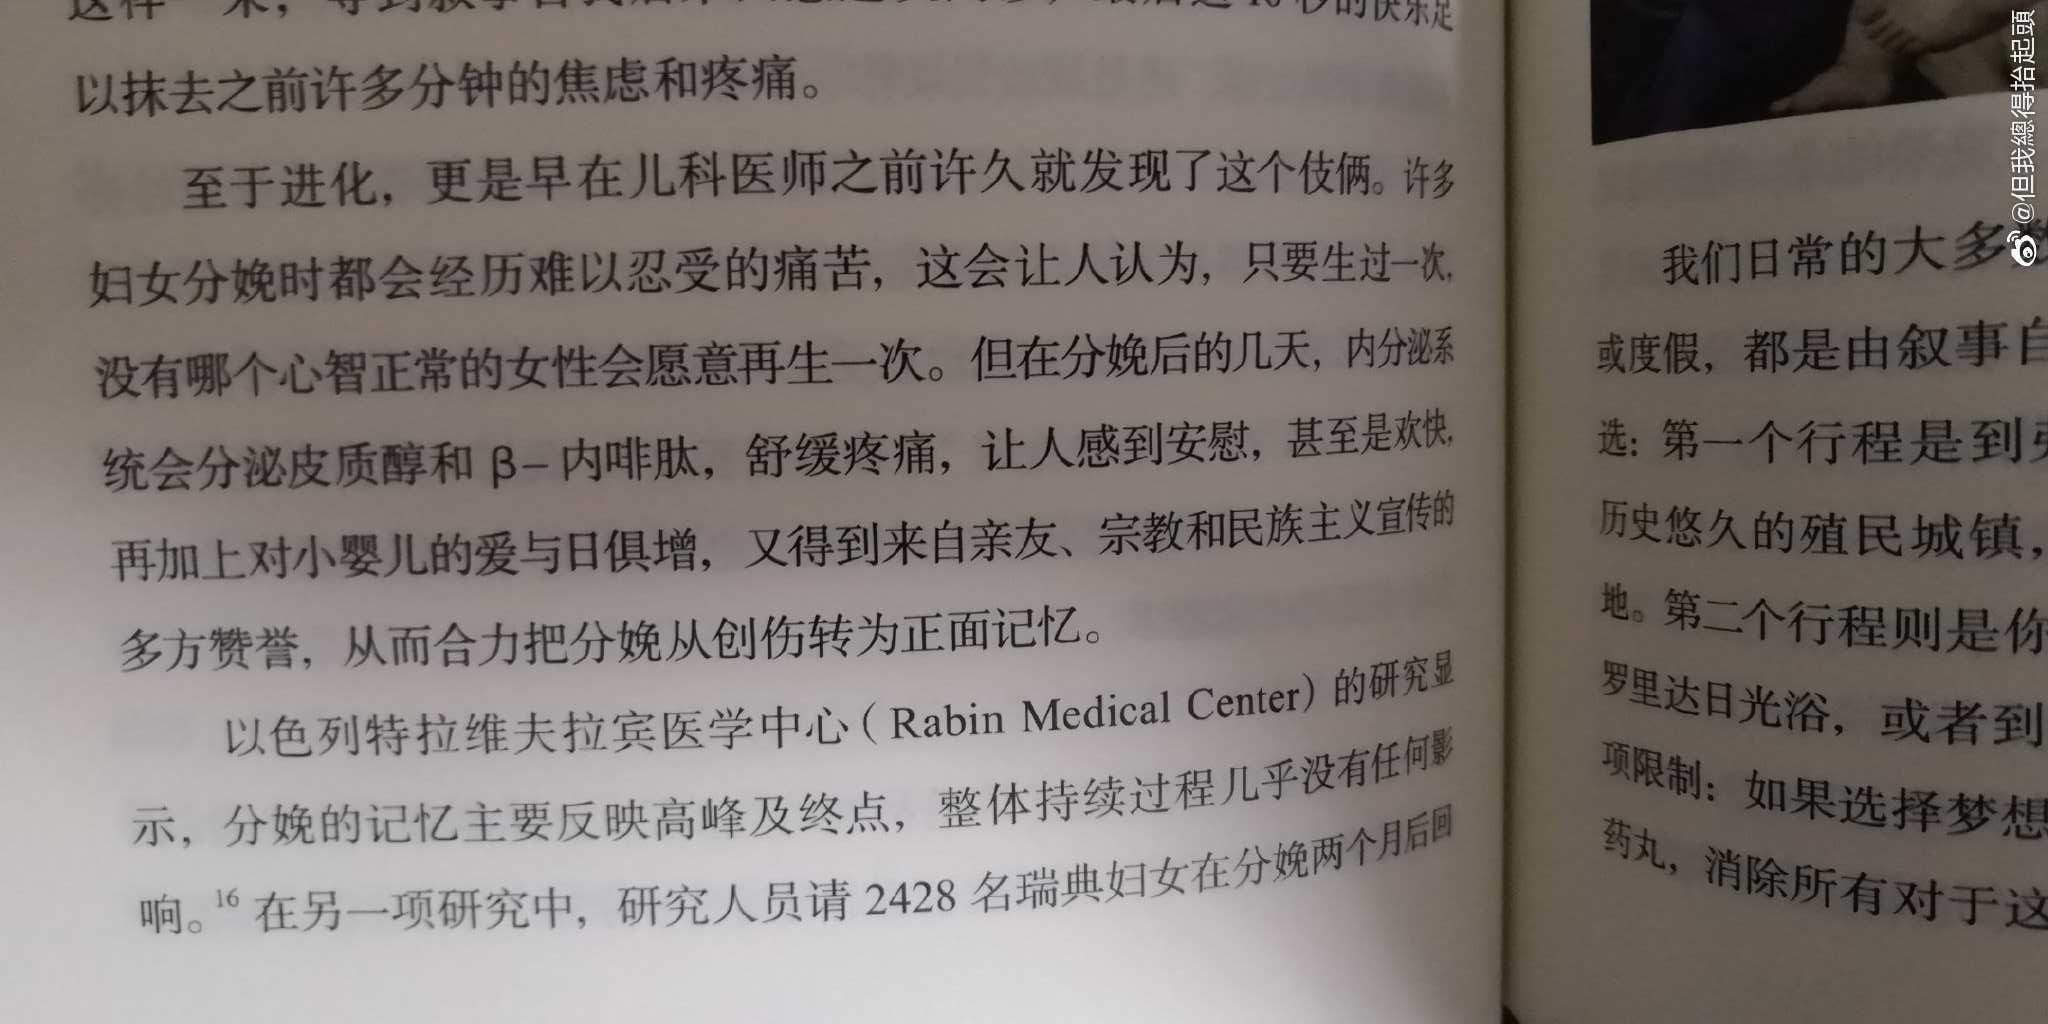 以抹去之前许多分钟的焦虑和疼痛。
至于进化，更是早在儿科医师之前许久就发现了这个伎俩。许多
妇女分娩时都会经历难以忍受的痛苦，这会让人认为，只要生过一次，
没有哪个心智正常的女性会愿意再生一次。但在分娩后的几天，内分泌系
统会分泌皮质醇和 β－内啡肽，舒缓疼痛，让人感到安慰，甚至是欢快，
再加上对小婴儿的爱与日俱增，又得到来自亲友、宗教和民族主义宣传的
多方赞誉，从而合力把分娩从创伤转为正面记忆。
以色列特拉维夫拉宾医学中心（Rabin Medical Center）的研究显
示，分娩的记忆主要反映高峰及终点，整体持续过程几乎没有任何影
响。16 在另一项研究中，研究人员请 2428 名瑞典妇女在分娩两个月后回
我们日常的大多
或度假，都是由叙事自
选：第一个行程是到
历史悠久的殖民城镇，
地。第二个行程则是你
罗里达日光浴，或者到
项限制：如果选择梦想
药丸，消除所有对于这
@但我總得抬起頭